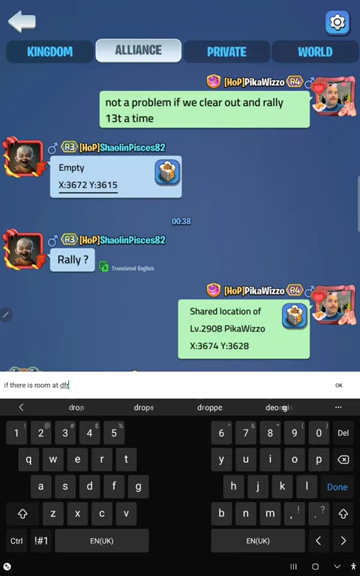 KINGDOM ALLIANCE PRIVATE WORLD
[HoP]PikaWizzo R4
not a problem if we clear out and rally
13t a time
R3 [HoP]ShaolinPisces82
Empty
X:3672 Y:3615
00:38
R3 [HoP]ShaolinPisces82
Rally ?
Translated English
[HoP]PikaWizzo R4
Shared location of
Lv.2908 PikaWizzo
X:3674 Y:3628
if there is room at dfr
OK
drop drops droppe
1 2 3 4 5 6 7 8 9 0 Del
q w e r t y u i o p
a s d f g h j k l Done
z x c v b n m , ! . ?
Ctrl !#1 EN(UK) EN(UK)